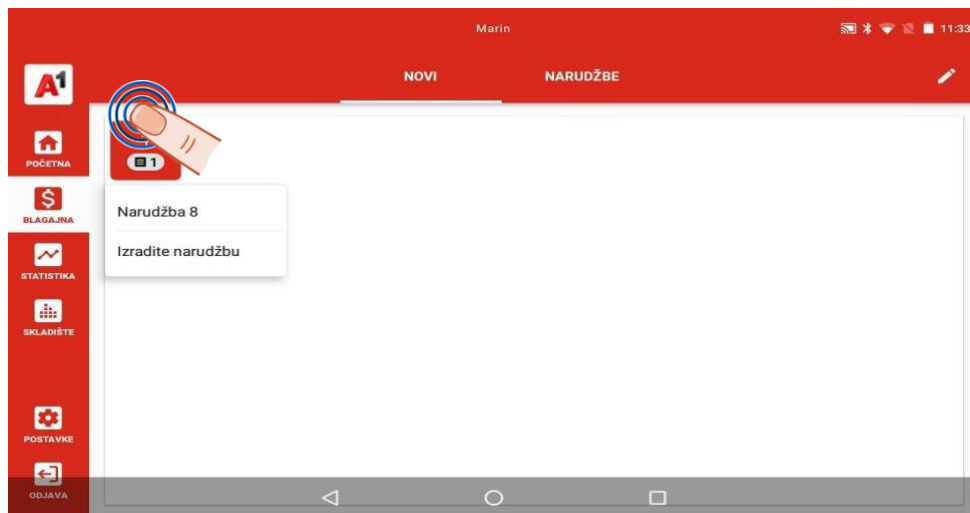 Marin
11:33
A1
NOVI
NARUDŽBE
POČETNA
1
BLAGAJNA
Narudžba 8
Izradite narudžbu
STATISTIKA
SKLADIŠTE
POSTAVKE
ODJAVA